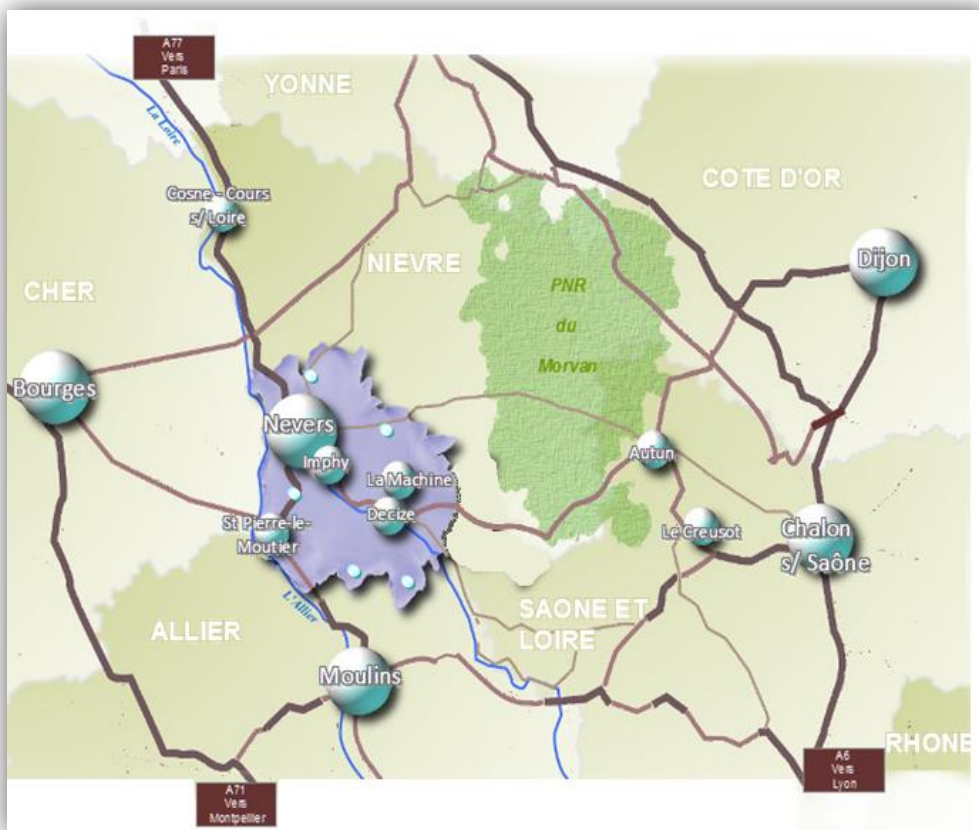 A77
Vers
Paris
YONNE
La Loire
COTE D'OR
Cosne - Cours
s/ Loire
NIEVRE
Dijon
CHER
PNR
du
Morvan
Bourges
Nevers
Imphy
La Machine
Autun
Decize
St Pierre-le-
Moutier
Le Creusot
Chalon
s/ Saône
L'Allier
SAONE ET
LOIRE
ALLIER
Moulins
RHONE
A6
Vers
Lyon
A71
Vers
Montpellier